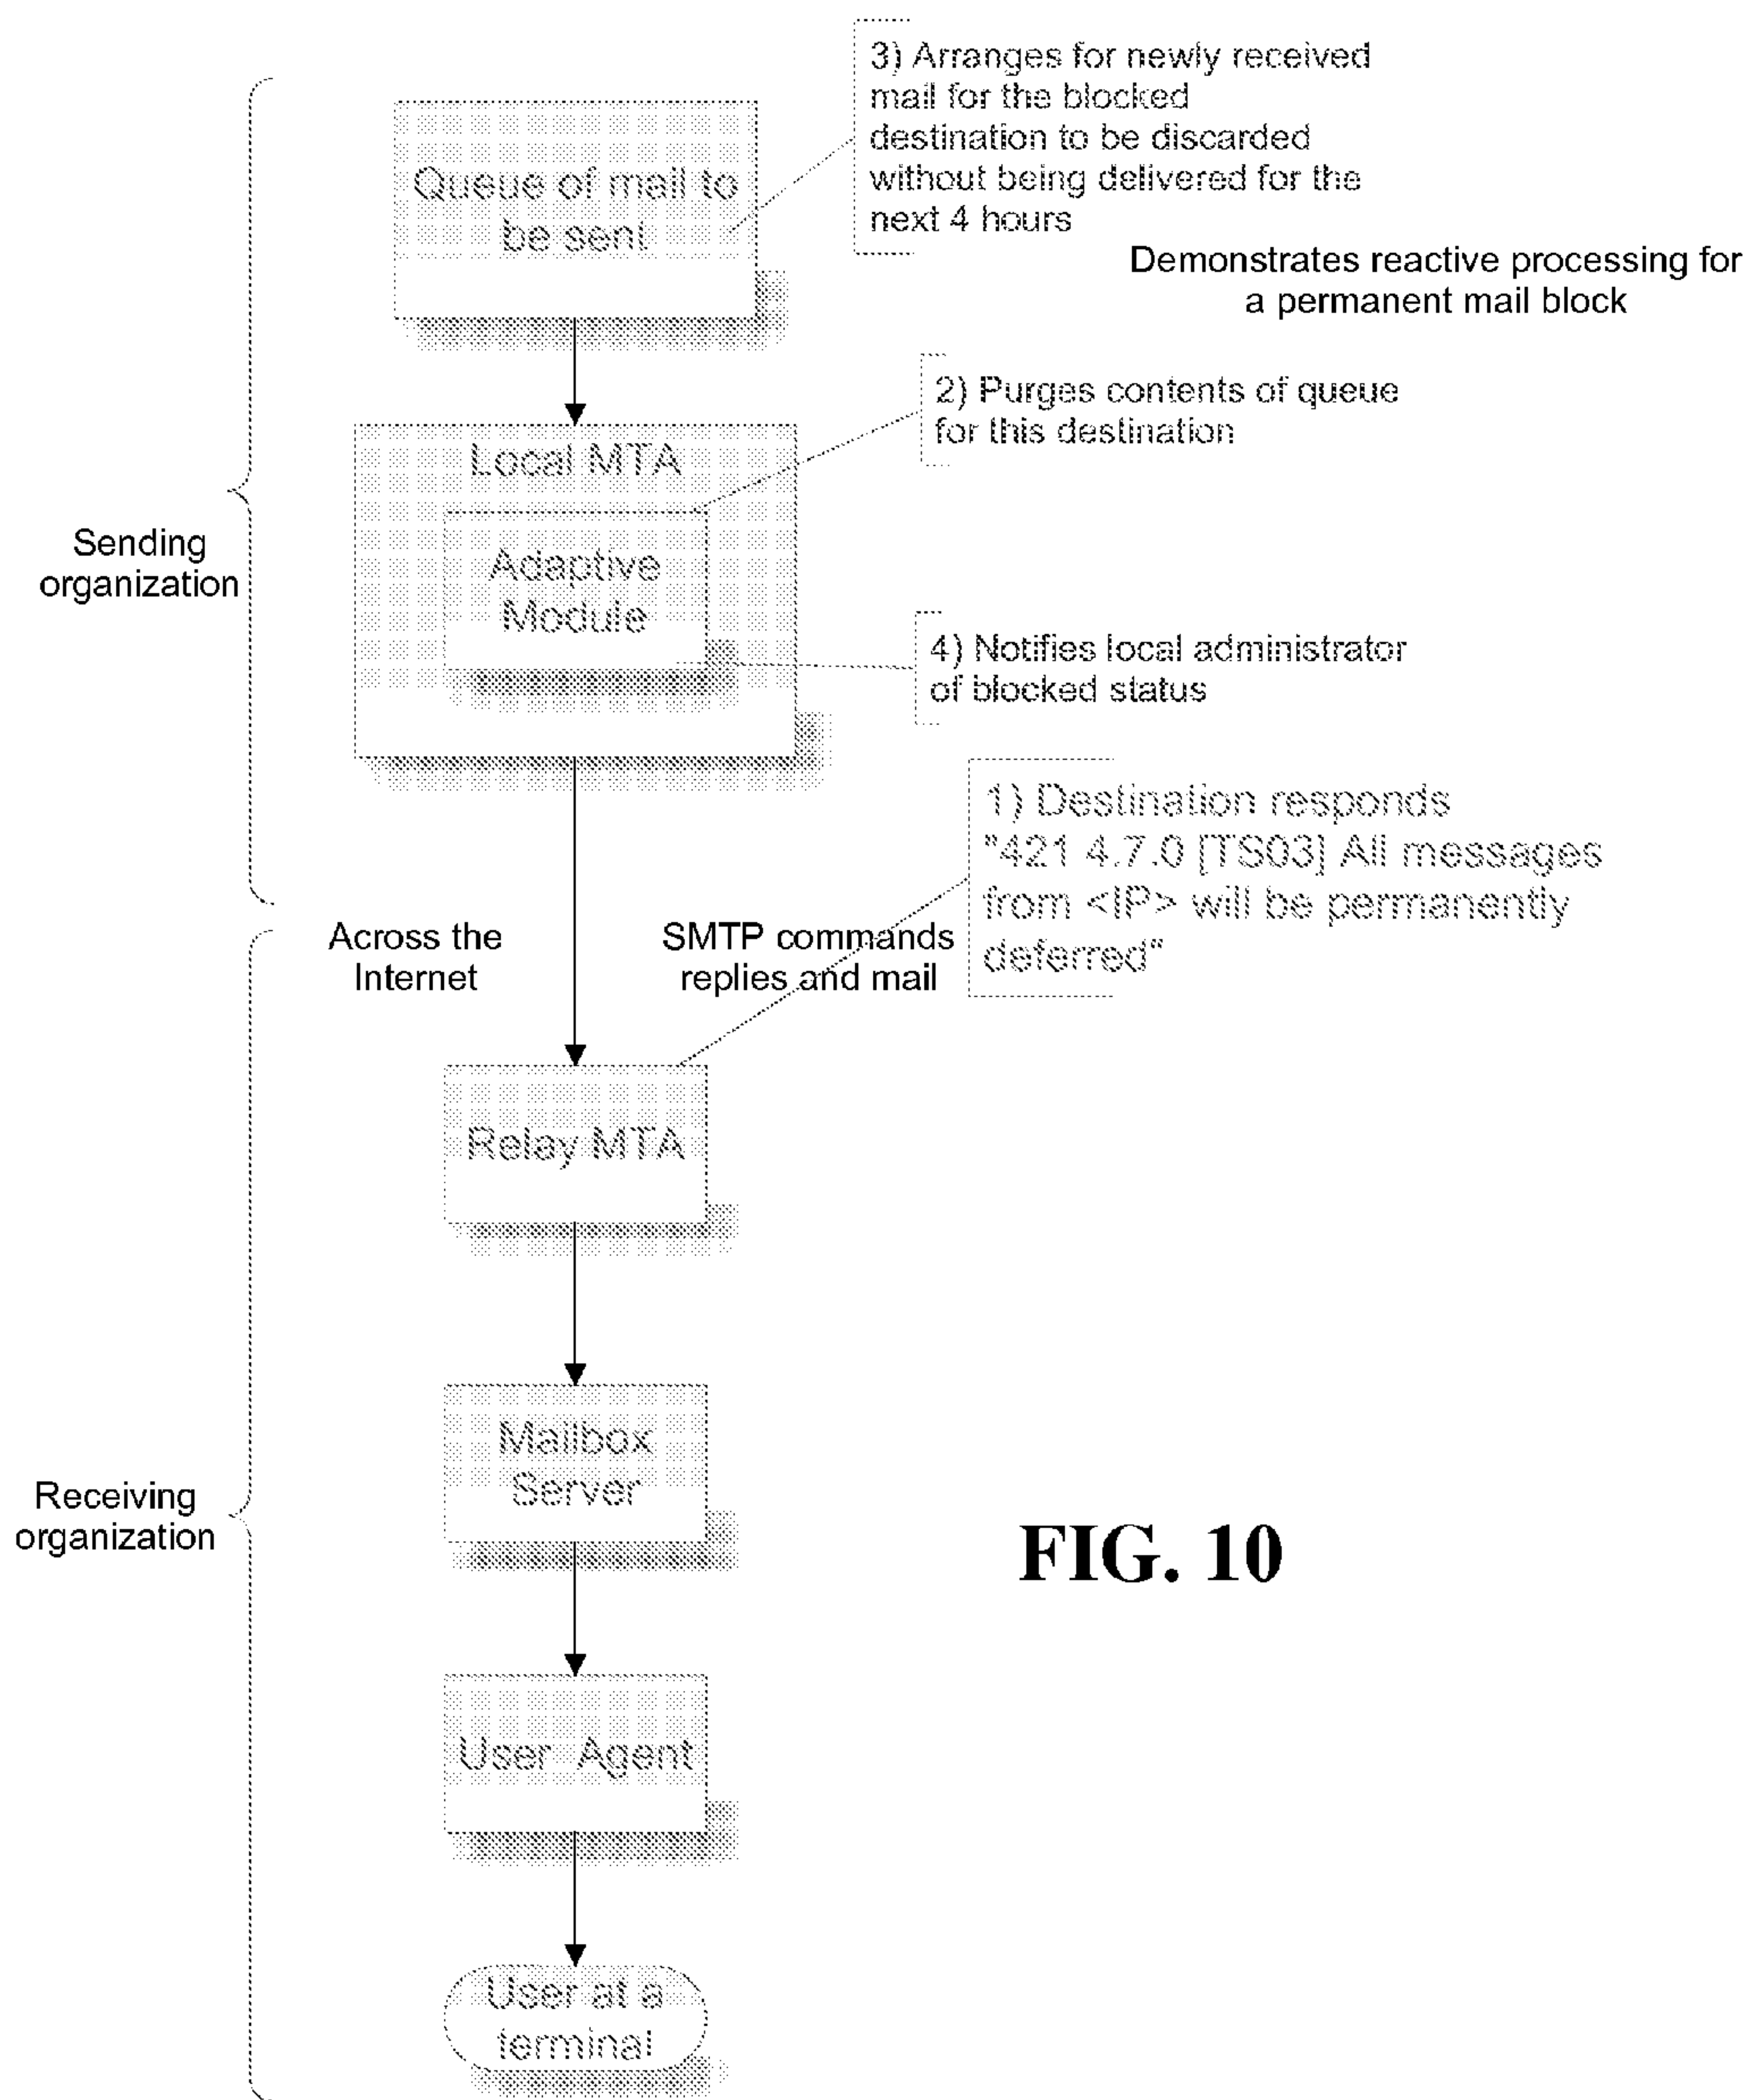 3) Arranges for newly received
mail for the blocked
destination to be discarded
without being delivered for the
next 4 hours
Queue of mail to
be sent
Demonstrates reactive processing for
a permanent mail block
2) Purges contents of queue
for this destination
Local MTA
Adaptive
Module
Sending
organization
4) Notifies local administrator
of blocked status
1) Destination responds
"421 4.7.0 [TS03] All messages
from <IP> will be permanently
deferred"
Across the
Internet
SMTP commands
replies and mail
Relay MTA
Mailbox
Server
Receiving
organization
FIG. 10
User Agent
User at a
terminal